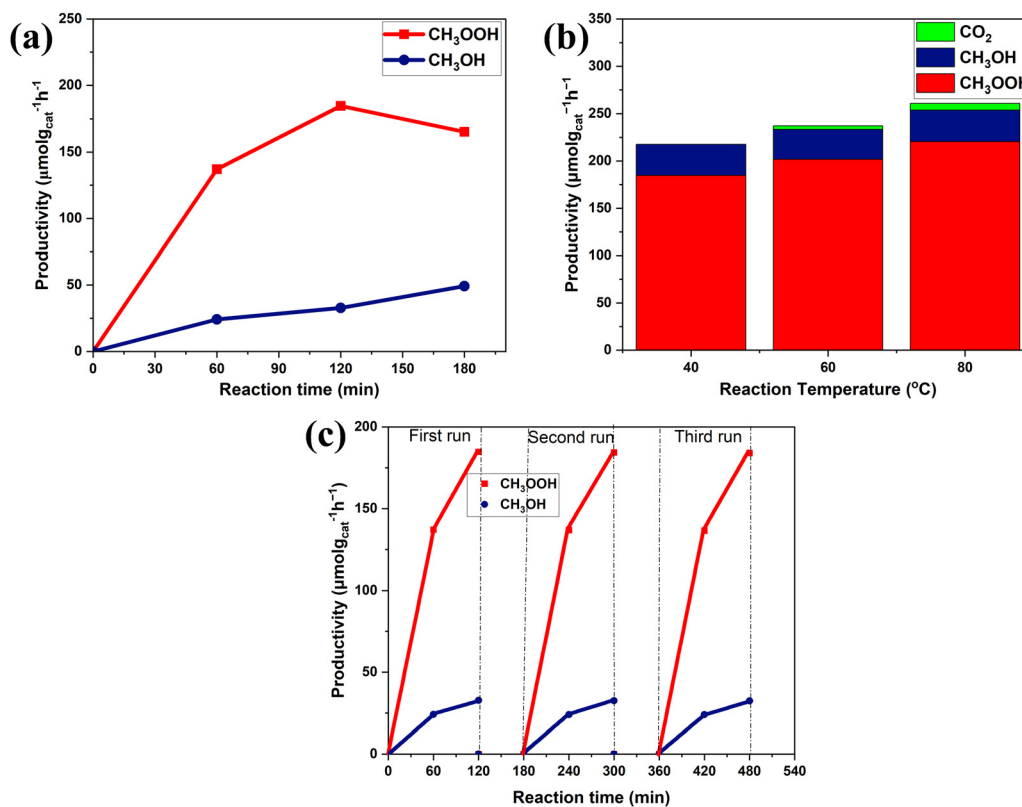 (a)
250
200
150
100
50
0
Productivity (μmolg_cat⁻¹h⁻¹)
CH₃OOH
CH₃OH
0 30 60 90 120 150 180
Reaction time (min)
(b)
350
300
250
200
150
100
50
0
Productivity (μmolg_cat⁻¹h⁻¹)
CO₂
CH₃OH
CH₃OOH
40 60 80
Reaction Temperature (°C)
(c)
200
150
100
50
0
Productivity (μmolg_cat⁻¹h⁻¹)
First run Second run Third run
CH₃OOH
CH₃OH
0 60 120 180 240 300 360 420 480 540
Reaction time (min)